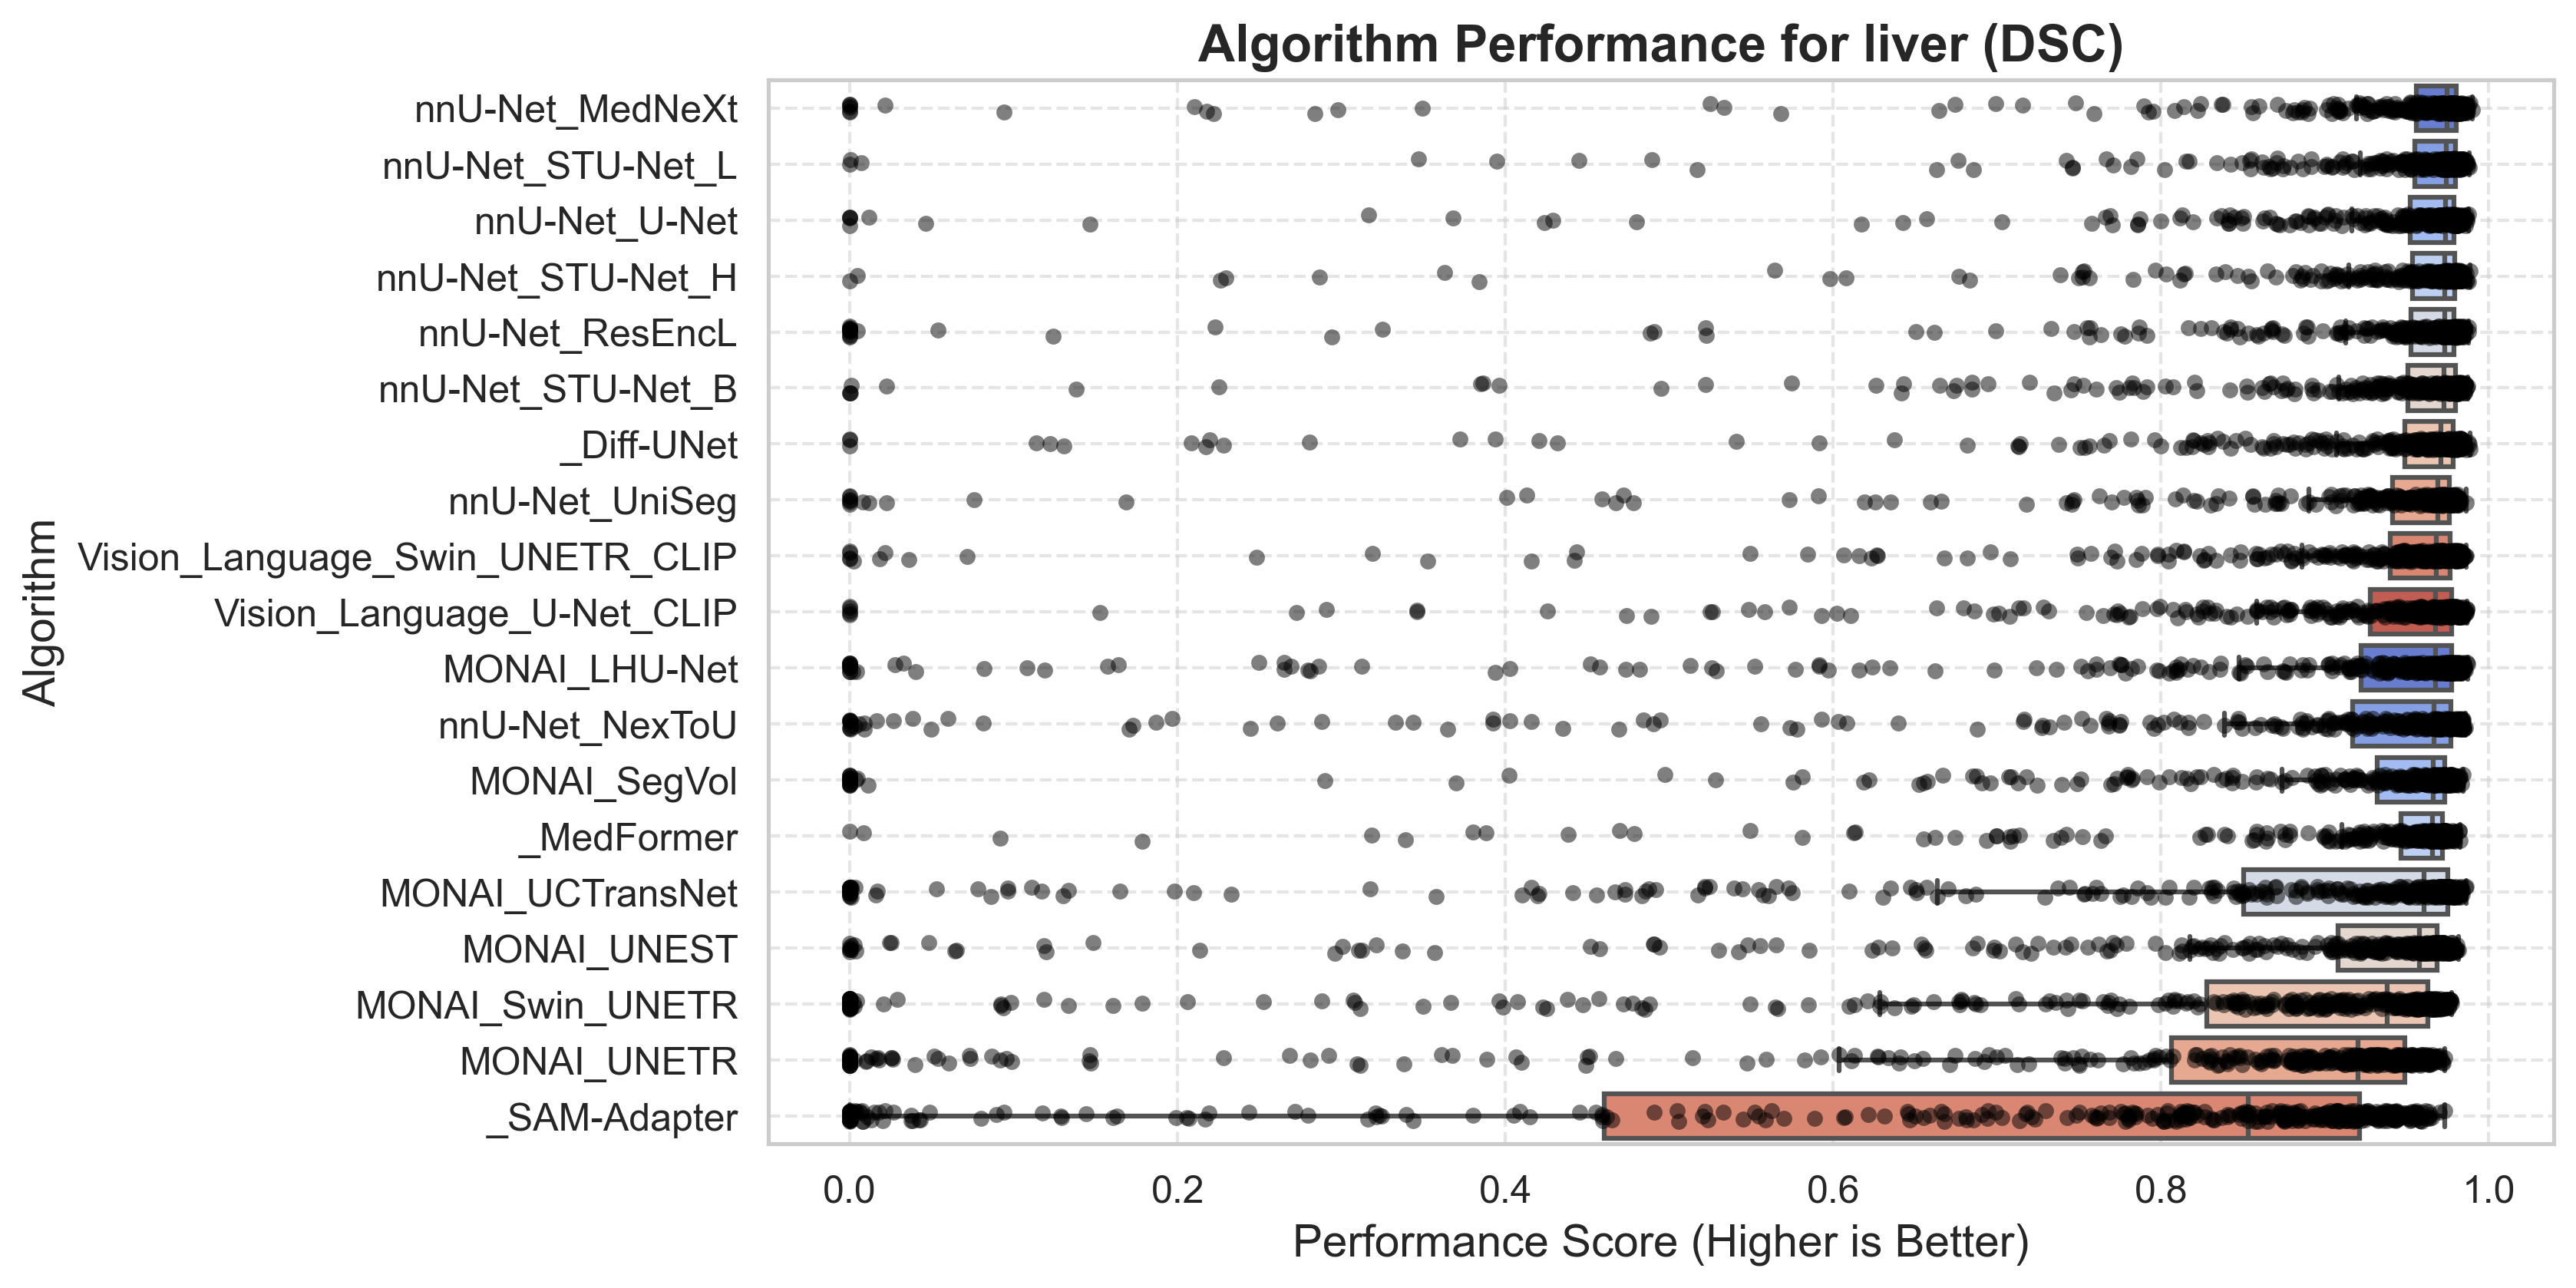 Algorithm Performance for liver (DSC)
Algorithm
nnU-Net_MedNeXt
nnU-Net_STU-Net_L
nnU-Net_U-Net
nnU-Net_STU-Net_H
nnU-Net_ResEncL
nnU-Net_STU-Net_B
_Diff-UNet
nnU-Net_UniSeg
Vision_Language_Swin_UNETR_CLIP
Vision_Language_U-Net_CLIP
MONAI_LHU-Net
nnU-Net_NexToU
MONAI_SegVol
_MedFormer
MONAI_UCTransNet
MONAI_UNEST
MONAI_Swin_UNETR
MONAI_UNETR
_SAM-Adapter
0.0 0.2 0.4 0.6 0.8 1.0
Performance Score (Higher is Better)